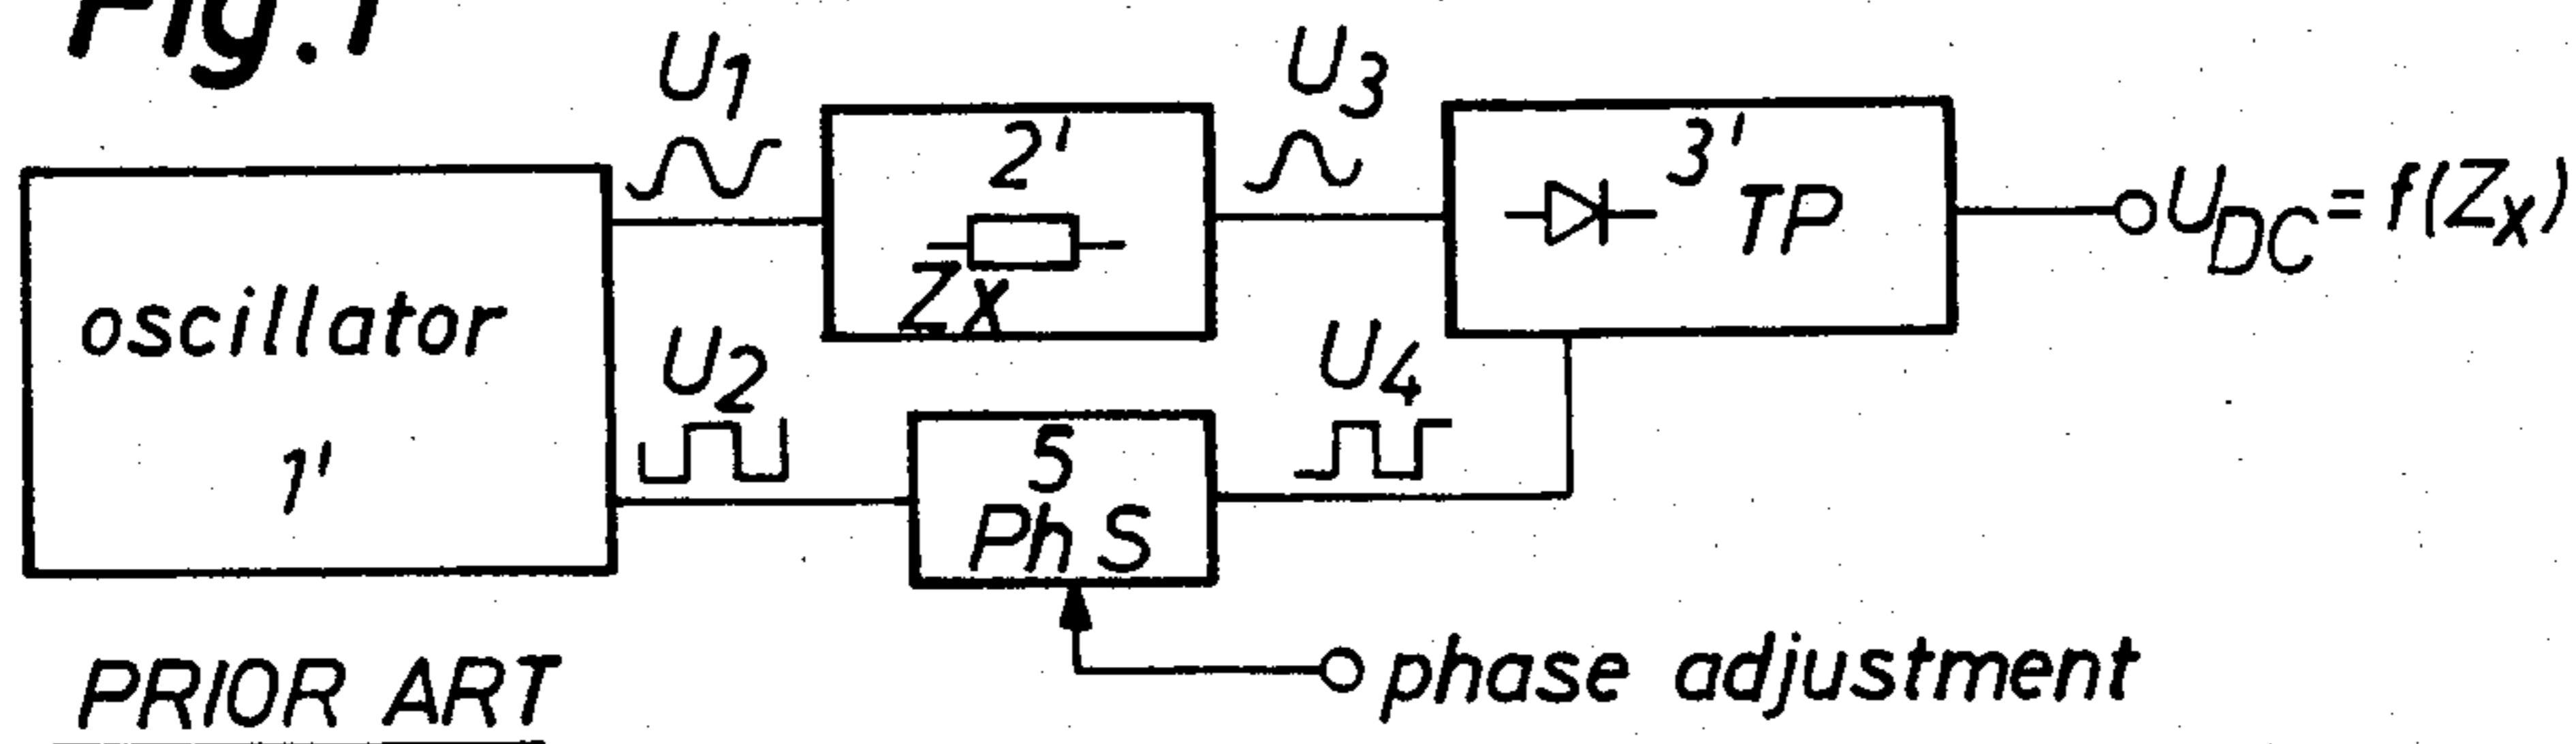 Fig.1
U1
U3
2'
Zx
3'
TP
UDC = f(Zx)
oscillator
1'
U2
U4
5
PhS
phase adjustment
PRIOR ART